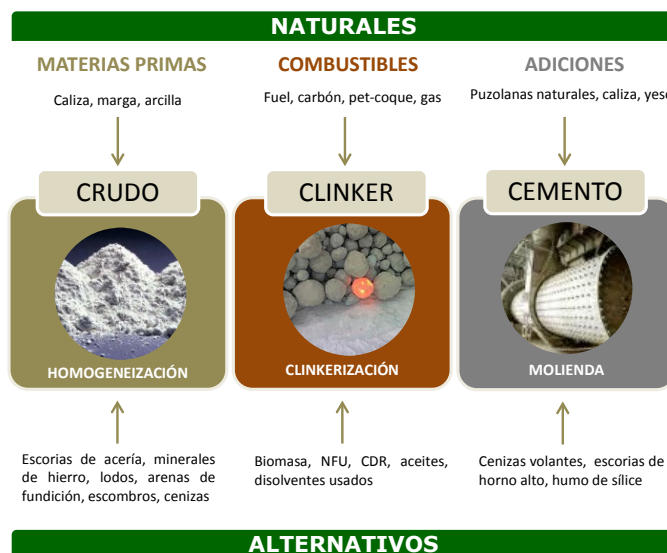 NATURALES
MATERIAS PRIMAS
Caliza, marga, arcilla
COMBUSTIBLES
Fuel, carbón, pet-coque, gas
ADICIONES
Puzolanas naturales, caliza, yeso
CRUDO
HOMOGENEIZACIÓN
CLINKER
CLINKERIZACIÓN
CEMENTO
MOLIENDA
Escorias de acería, minerales
de hierro, lodos, arenas de
fundición, escombros, cenizas
Biomasa, NFU, CDR, aceites,
disolventes usados
Cenizas volantes, escorias de
horno alto, humo de sílice
ALTERNATIVOS